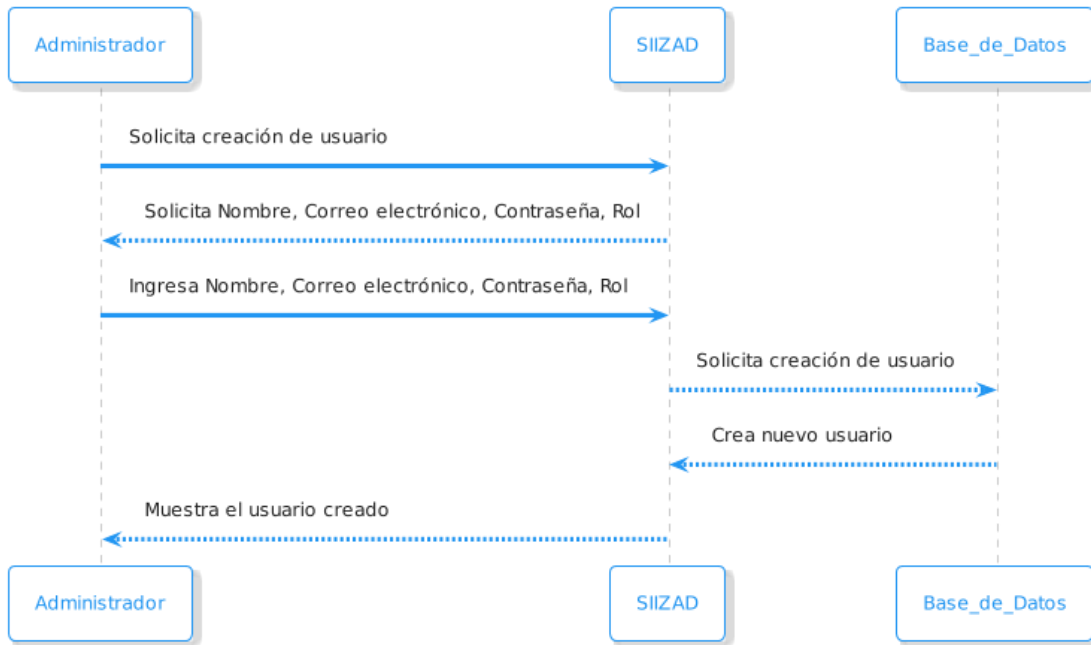 Administrador
SIIZAD
Base_de_Datos
Solicita creación de usuario
Solicita Nombre, Correo electrónico, Contraseña, Rol
Ingresa Nombre, Correo electrónico, Contraseña, Rol
Solicita creación de usuario
Crea nuevo usuario
Muestra el usuario creado
Administrador
SIIZAD
Base_de_Datos